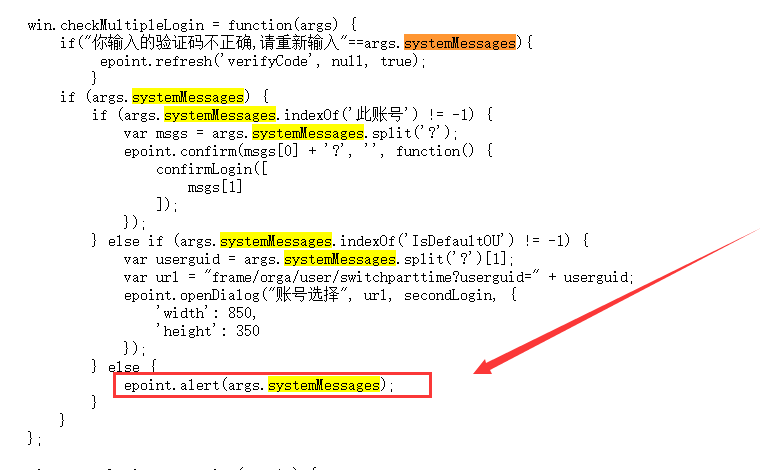 win.checkMultipleLogin = function(args) {
if("你输入的验证码不正确,请重新输入"==args.systemMessages){
epoint.refresh('verifyCode', null, true);
}
if (args.systemMessages) {
if (args.systemMessages.indexOf('此账号') != -1) {
var msgs = args.systemMessages.split('?');
epoint.confirm(msgs[0] + '?', '', function() {
confirmLogin([
msgs[1]
]);
});
} else if (args.systemMessages.indexOf('IsDefaultOU') != -1) {
var userguid = args.systemMessages.split('?')[1];
var url = "frame/orga/user/switchparttime?userguid=" + userguid;
epoint.openDialog("账号选择", url, secondLogin, {
'width': 850,
'height': 350
});
} else {
epoint.alert(args.systemMessages);
}
}
};